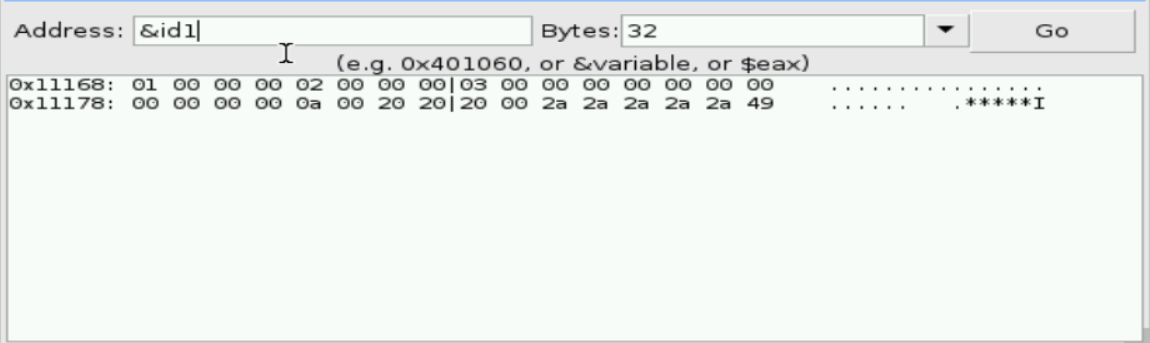 Address: &id1 Bytes: 32 Go
(e.g. 0x401060, or &variable, or $eax)
0x11168: 01 00 00 00 02 00 00 00|03 00 00 00 00 00 00 00 ................
0x11178: 00 00 00 00 0a 00 20 20|20 00 2a 2a 2a 2a 2a 49 ......   .*****I